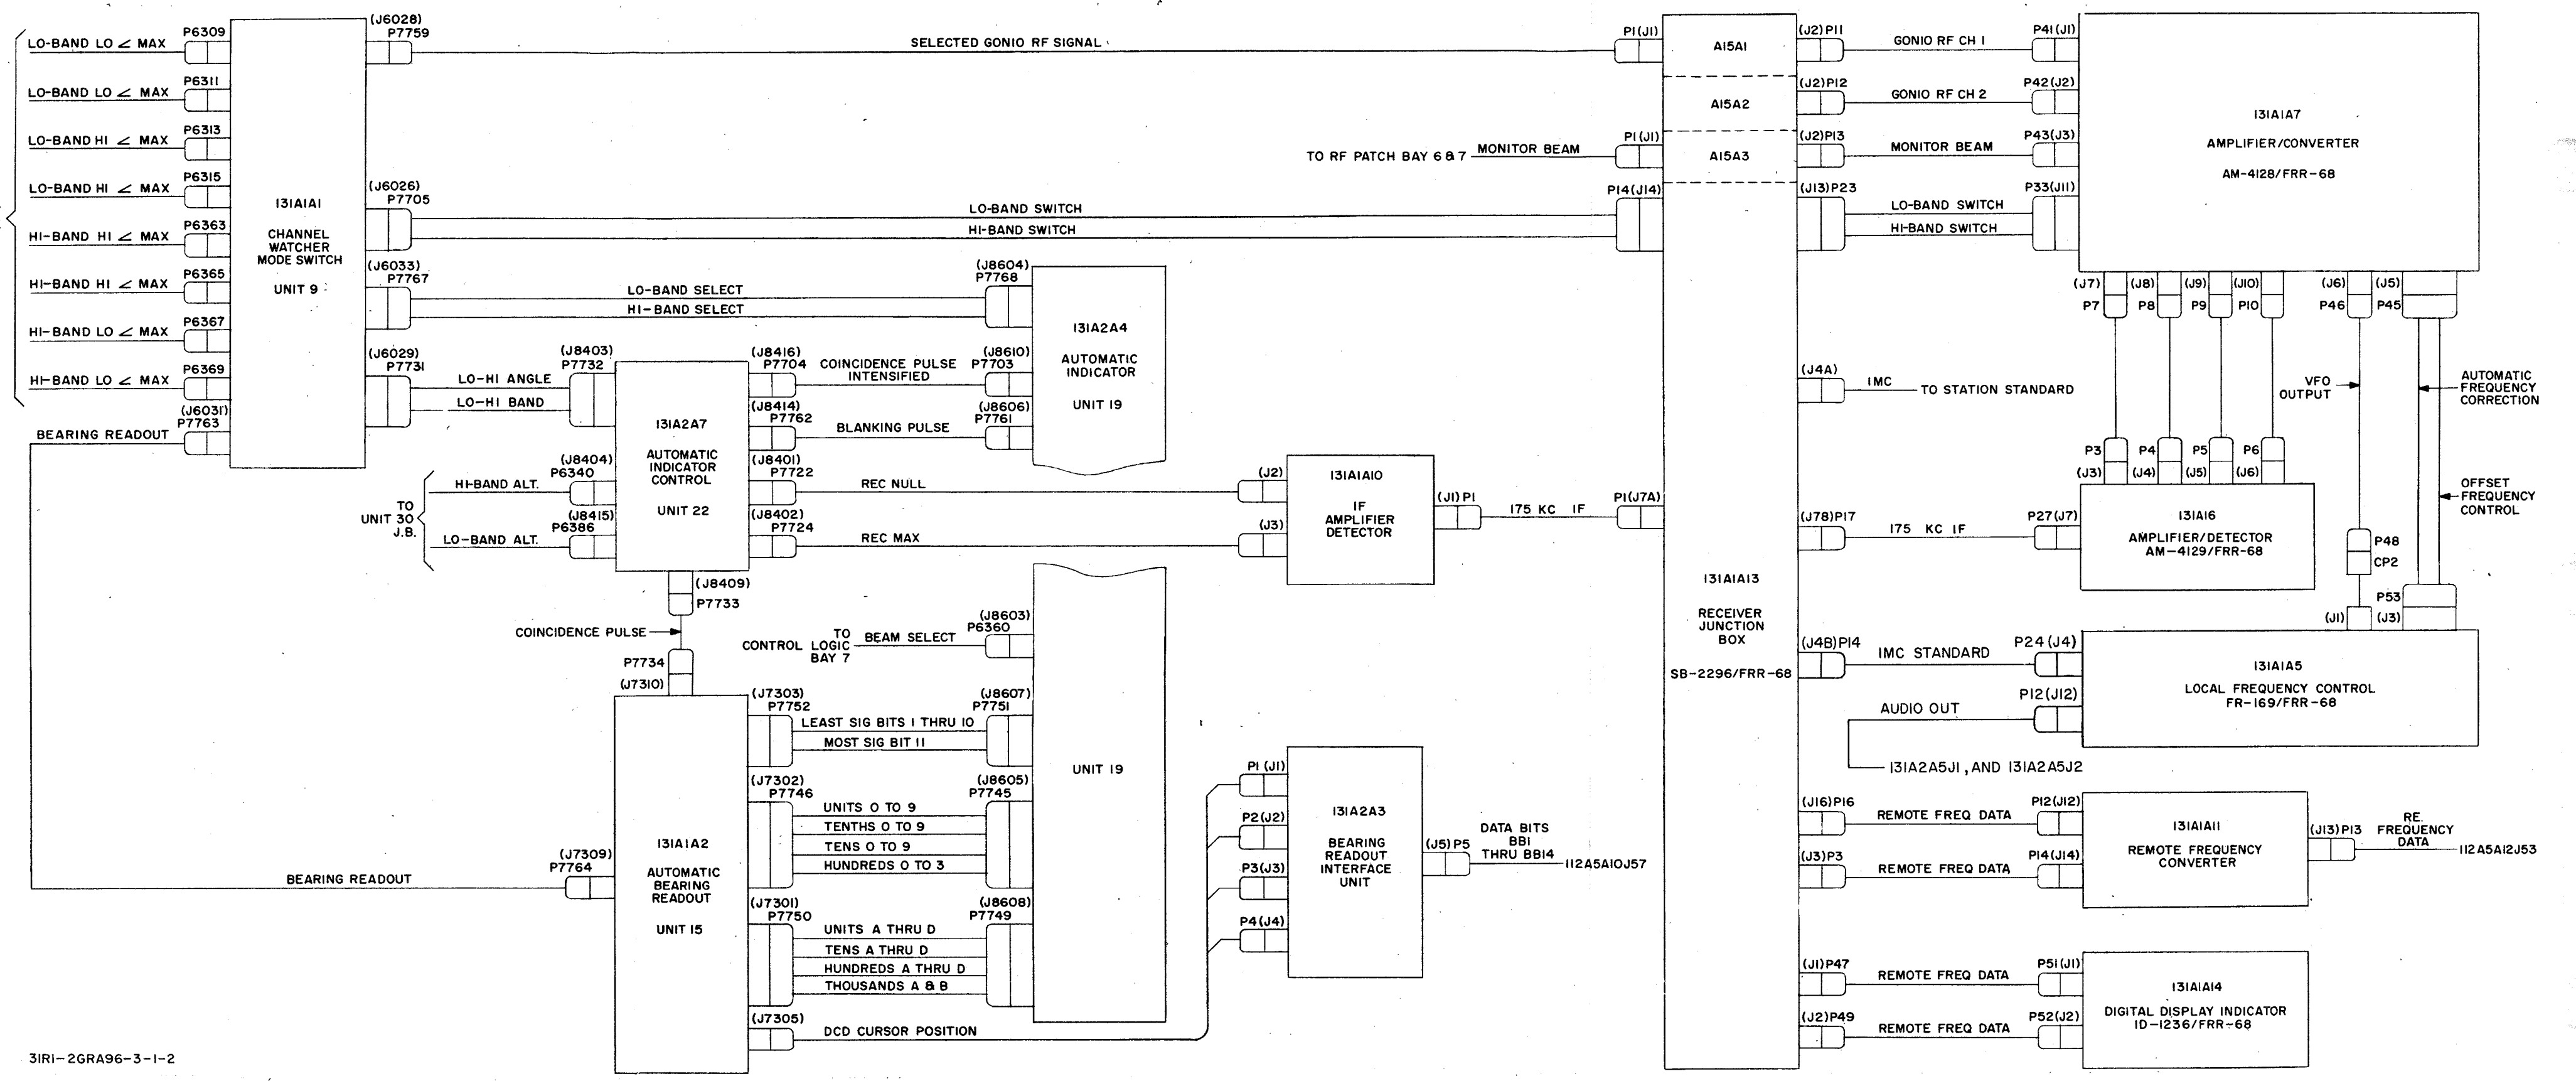 LO-BAND LO ∠ MAX
P6309
LO-BAND LO ∠ MAX
P6311
LO-BAND HI ∠ MAX
P6313
LO-BAND HI ∠ MAX
P6315
HI-BAND HI ∠ MAX
P6363
HI-BAND HI ∠ MAX
P6365
HI-BAND LO ∠ MAX
P6367
HI-BAND LO ∠ MAX
P6369
(J6031)
P7763
BEARING READOUT
131A1A1
CHANNEL
WATCHER
MODE SWITCH
UNIT 9
(J6028)
P7759
SELECTED GONIO RF SIGNAL
P1(J1)
(J6026)
P7705
LO-BAND SWITCH
HI-BAND SWITCH
P14(J14)
(J6033)
P7767
LO-BAND SELECT
HI-BAND SELECT
(J8604)
P7768
(J6029)
P7731
LO-HI ANGLE
LO-HI BAND
(J8403)
P7732
TO RF PATCH BAY 6 & 7
MONITOR BEAM
P1(J1)
131A2A7
AUTOMATIC
INDICATOR
CONTROL
UNIT 22
(J8416)
P7704
COINCIDENCE PULSE
INTENSIFIED
(J8610)
P7703
(J8414)
P7762
BLANKING PULSE
(J8606)
P7761
(J8401)
P7722
REC NULL
(J2)
(J8402)
P7724
REC MAX
(J3)
TO
UNIT 30
J.B.
HI-BAND ALT.
(J8404)
P6340
LO-BAND ALT.
(J8415)
P6386
(J8409)
P7733
COINCIDENCE PULSE
P7734
(J7310)
131A2A4
AUTOMATIC
INDICATOR
UNIT 19
131A1A10
IF
AMPLIFIER
DETECTOR
(J1)P1
175 KC IF
P1(J7A)
TO
CONTROL LOGIC
BAY 7
BEAM SELECT
(J8603)
P6360
UNIT 19
131A1A2
AUTOMATIC
BEARING
READOUT
UNIT 15
(J7309)
P7764
BEARING READOUT
(J7303)
P7752
LEAST SIG BITS 1 THRU 10
MOST SIG BIT 11
(J8607)
P7751
(J7302)
P7746
UNITS 0 TO 9
TENTHS 0 TO 9
TENS 0 TO 9
HUNDREDS 0 TO 3
(J8605)
P7745
(J7301)
P7750
UNITS A THRU D
TENS A THRU D
HUNDREDS A THRU D
THOUSANDS A & B
(J8608)
P7749
(J7305)
DCD CURSOR POSITION
P1 (J1)
P2(J2)
P3(J3)
P4(J4)
131A2A3
BEARING
READOUT
INTERFACE
UNIT
(J5) P5
DATA BITS
BB1
THRU BB14
112A5A10J57
A15A1
A15A2
A15A3
131A1A13
RECEIVER
JUNCTION
BOX
SB-2296/FRR-68
(J2)P11
GONIO RF CH 1
P41(J1)
(J2)P12
GONIO RF CH 2
P42(J2)
(J2)P13
MONITOR BEAM
P43(J3)
(J13)P23
LO-BAND SWITCH
HI-BAND SWITCH
P33(J11)
131A1A7
AMPLIFIER/CONVERTER
AM-4128/FRR-68
(J7)
P7
(J8)
P8
(J9)
P9
(J10)
P10
(J6)
P46
(J5)
P45
(J4A)
1MC
TO STATION STANDARD
VFO
OUTPUT
AUTOMATIC
FREQUENCY
CORRECTION
OFFSET
FREQUENCY
CONTROL
P3
(J3)
P4
(J4)
P5
(J5)
P6
(J6)
(J78)P17
175 KC IF
P27(J7)
131A16
AMPLIFIER/DETECTOR
AM-4129/FRR-68
P48
CP2
(J1)
P53
(J3)
(J4B)P14
1MC STANDARD
P24 (J4)
P12(J12)
AUDIO OUT
131A2A5J1, AND 131A2A5J2
131A1A5
LOCAL FREQUENCY CONTROL
FR-169/FRR-68
(J16)P16
REMOTE FREQ DATA
P12(J12)
(J3)P3
REMOTE FREQ DATA
P14(J14)
131A1A11
REMOTE FREQUENCY
CONVERTER
(J13)P13
RE.
FREQUENCY
DATA
112A5A12J53
(J1)P47
REMOTE FREQ DATA
P51(J1)
(J2)P49
REMOTE FREQ DATA
P52(J2)
131A1A14
DIGITAL DISPLAY INDICATOR
ID-1236/FRR-68
31R1-2GRA96-3-1-2